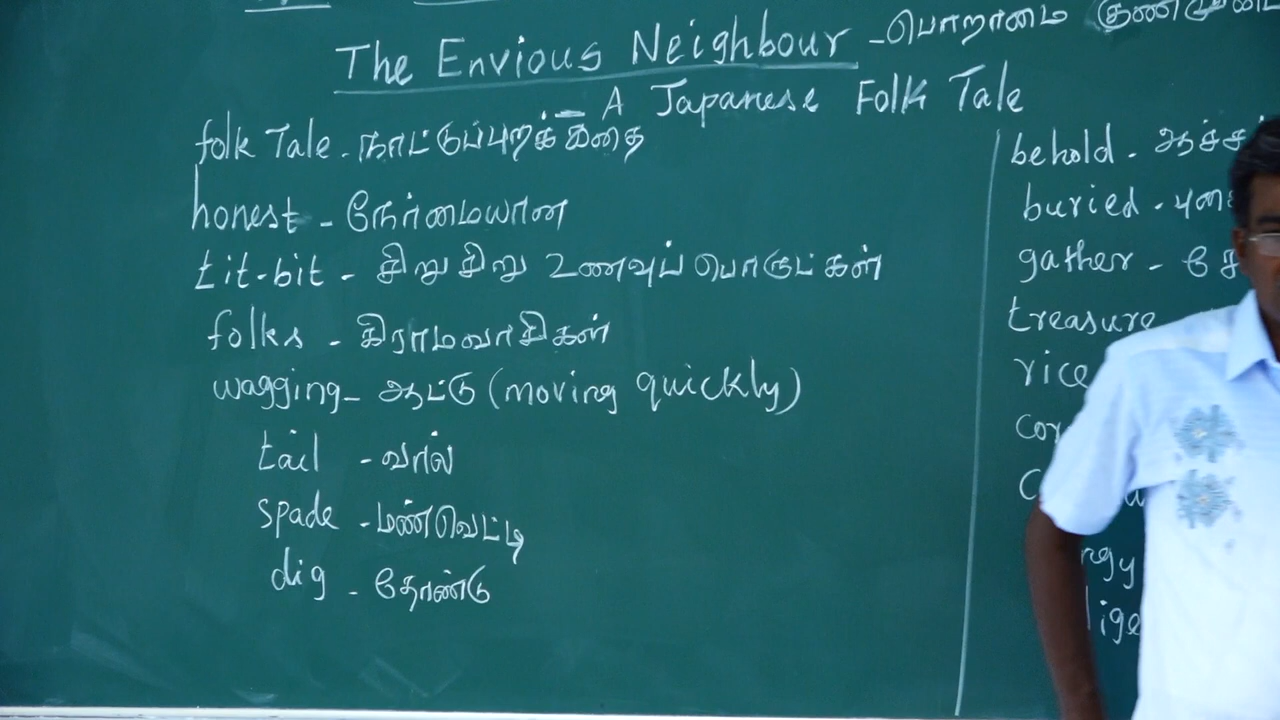 The Envious Neighbour - பொறாமை
- A Japanese Folk Tale
folk Tale - நாட்டுப்புறக்கதை
honest - நேர்மையான
tit-bit - சிறு சிறு உணவுப் பொருட்கள்
folks - கிராமவாசிகள்
wagging - ஆட்டு (moving quickly)
tail - வால்
spade - மண்வெட்டி
dig - தோண்டு
behold -
buried -
gather -
treasure
rice